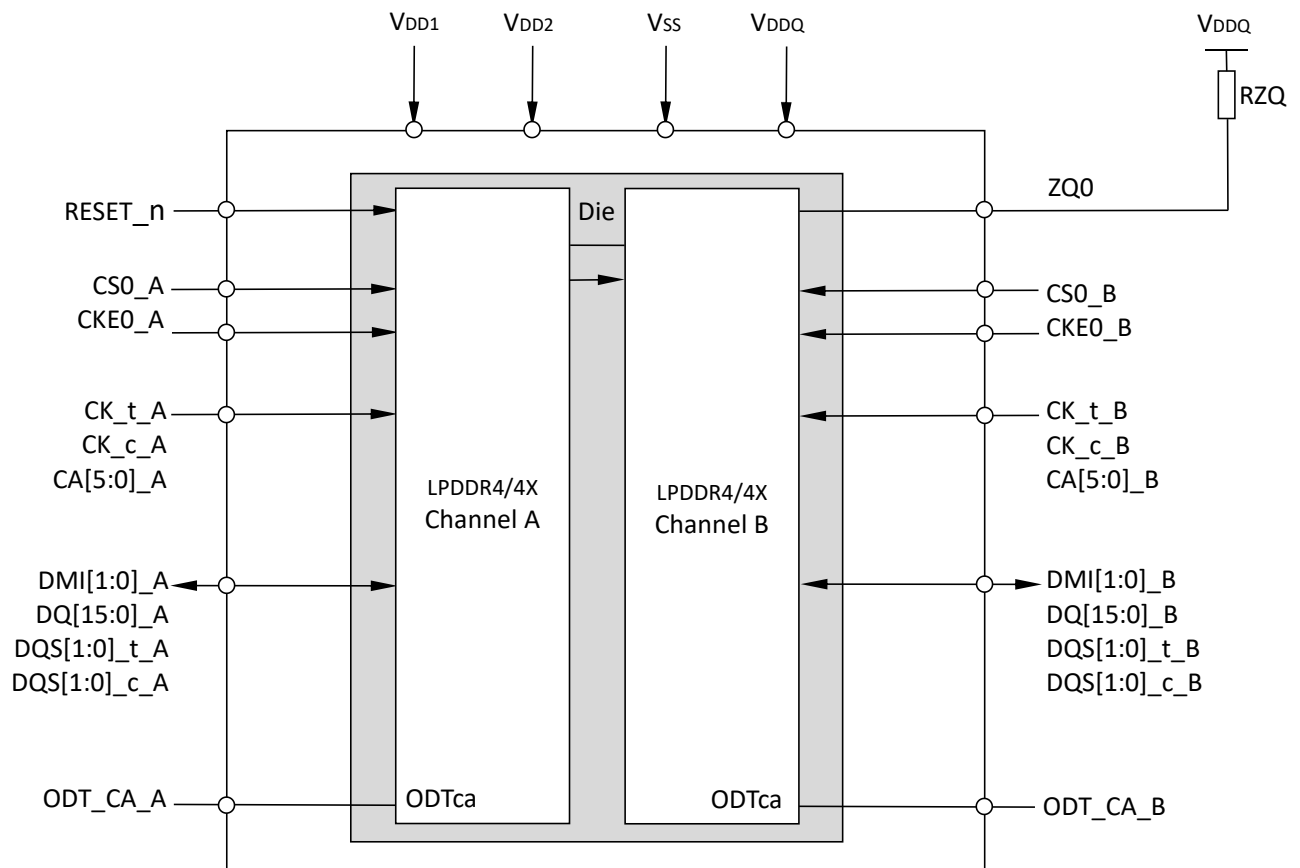 VDD1
VDD2
VSS
VDDQ
VDDQ
RZQ
ZQ0
RESET_n
Die
CS0_A
CS0_B
CKE0_A
CKE0_B
CK_t_A
CK_t_B
CK_c_A
CK_c_B
CA[5:0]_A
CA[5:0]_B
LPDDR4/4X
Channel A
LPDDR4/4X
Channel B
DMI[1:0]_A
DMI[1:0]_B
DQ[15:0]_A
DQ[15:0]_B
DQS[1:0]_t_A
DQS[1:0]_t_B
DQS[1:0]_c_A
DQS[1:0]_c_B
ODT_CA_A
ODTca
ODTca
ODT_CA_B